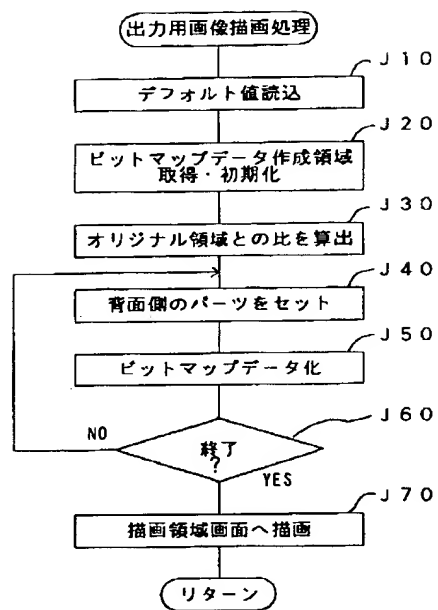 出力用画像描画処理
J10
デフォルト値読込
J20
ビットマップデータ作成領域
取得・初期化
J30
オリジナル領域との比を算出
J40
背面側のパーツをセット
J50
ビットマップデータ化
J60
NO
終了
?
YES
J70
描画領域画面へ描画
リターン